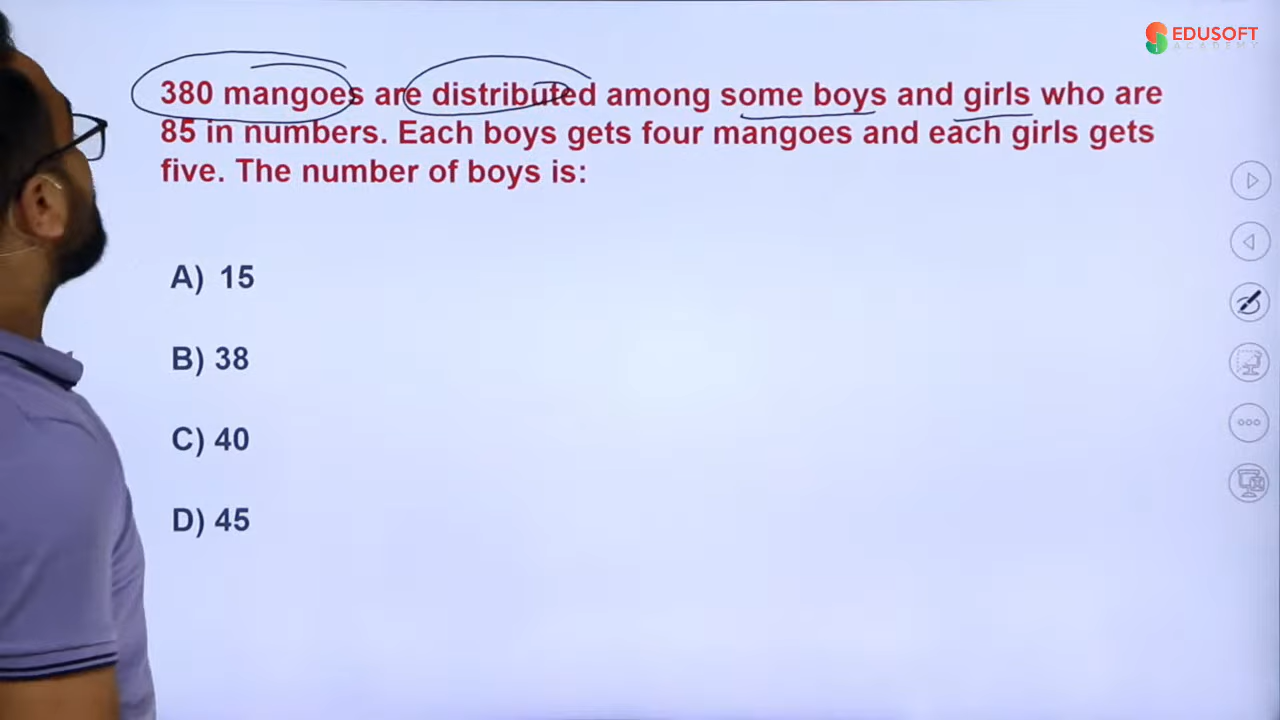 EDUSOFT
ACADEMY
380 mangoes are distributed among some boys and girls who are
85 in numbers. Each boys gets four mangoes and each girls gets
five. The number of boys is:
A) 15
B) 38
C) 40
D) 45